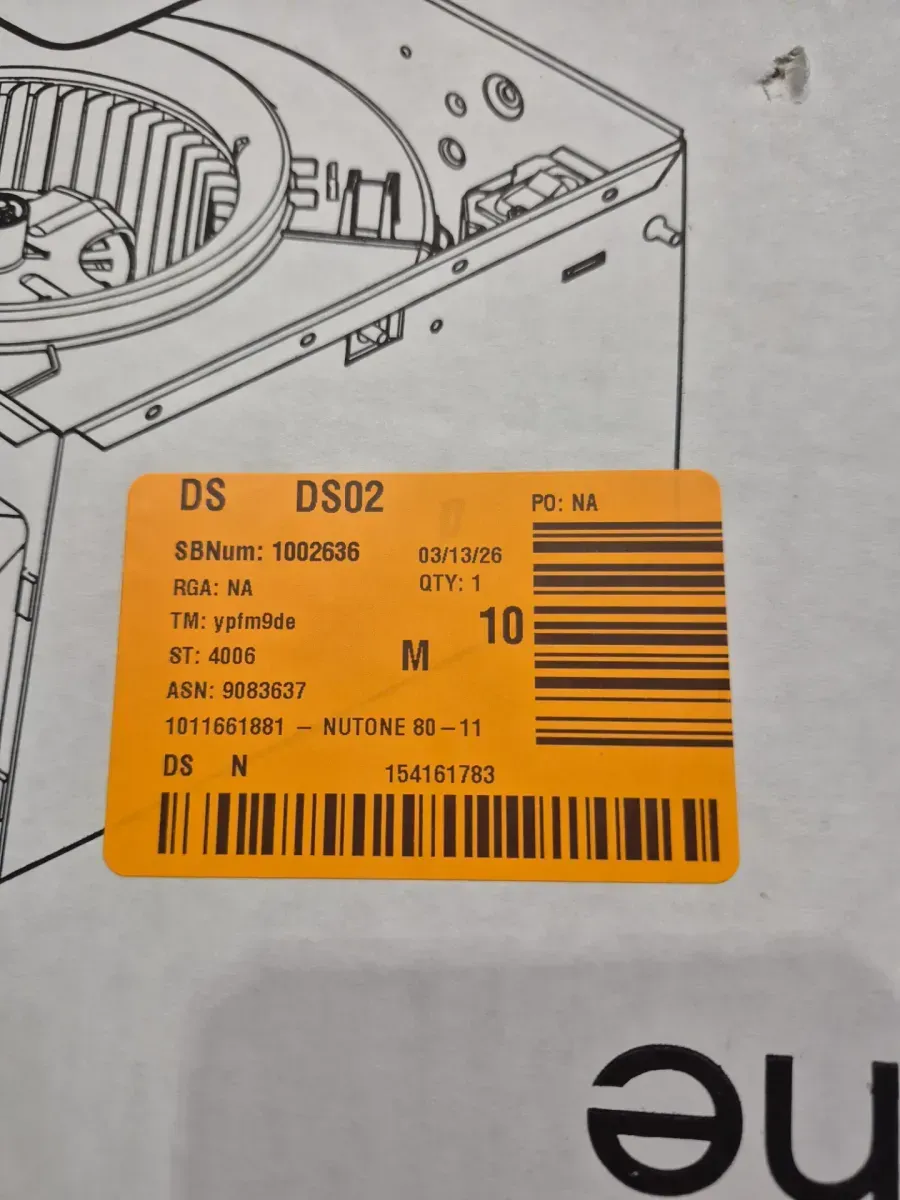 DS DS02
PO: NA
SBNum: 1002636
03/13/26
RGA: NA
QTY: 1
TM: ypfm9de
10
ST: 4006
M
ASN: 9083637
1011661881 – NUTONE 80–11
DS N
154161783
ne